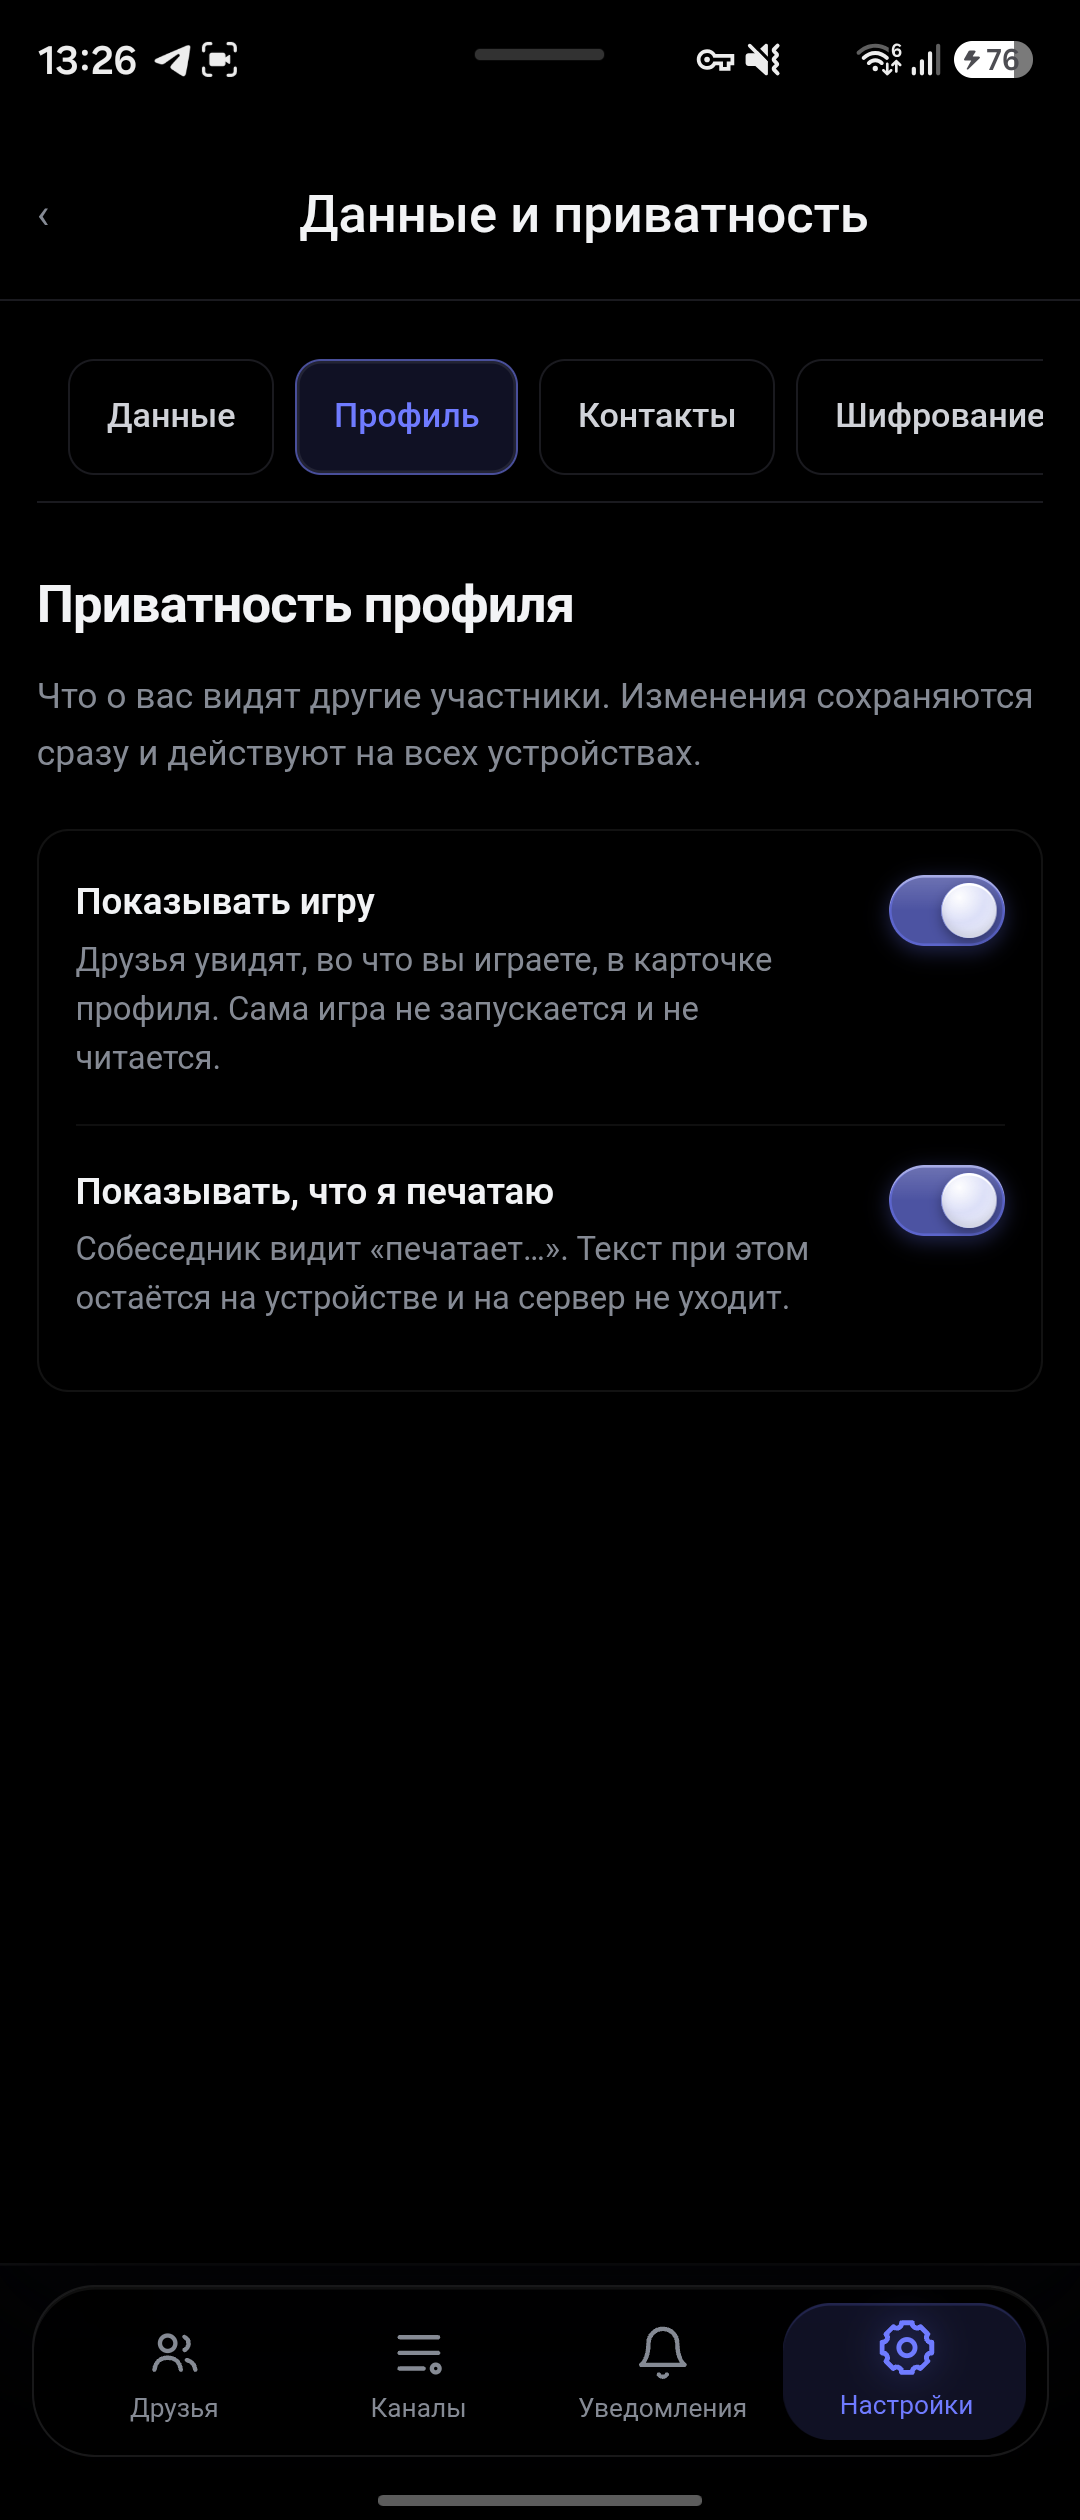 13:26
6
76
‹
Данные и приватность
Данные
Профиль
Контакты
Шифрование
Приватность профиля
Что о вас видят другие участники. Изменения сохраняются
сразу и действуют на всех устройствах.
Показывать игру
Друзья увидят, во что вы играете, в карточке
профиля. Сама игра не запускается и не
читается.
Показывать, что я печатаю
Собеседник видит «печатает…». Текст при этом
остаётся на устройстве и на сервер не уходит.
Друзья
Каналы
Уведомления
Настройки